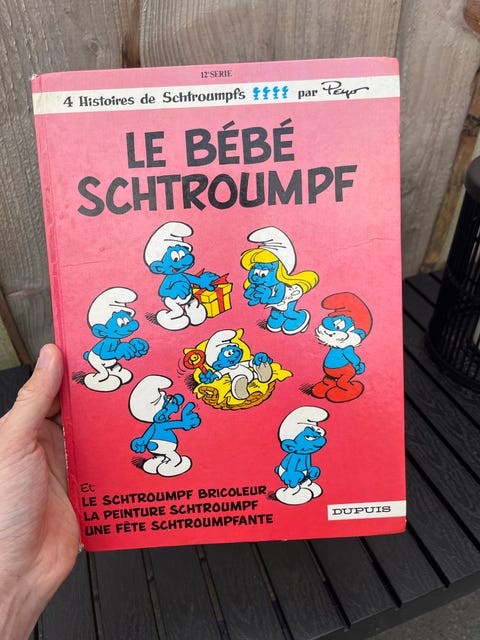 12e SÉRIE
4 Histoires de Schtroumpfs par Peyo
LE BÉBÉ
SCHTROUMPF
Et
LE SCHTROUMPF BRICOLEUR
LA PEINTURE SCHTROUMPF
UNE FÊTE SCHTROUMPFANTE
DUPUIS